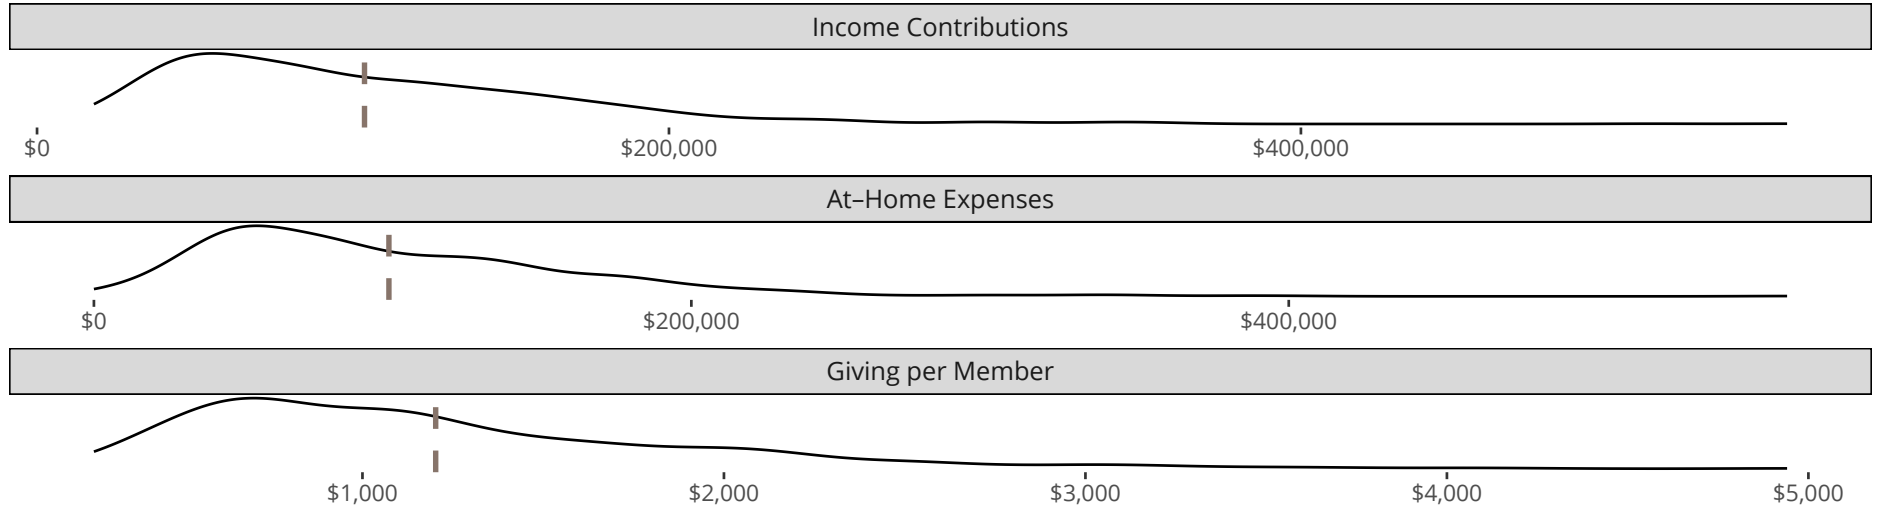 Income Contributions
$0 $200,000 $400,000
At–Home Expenses
$0 $200,000 $400,000
Giving per Member
$1,000 $2,000 $3,000 $4,000 $5,000